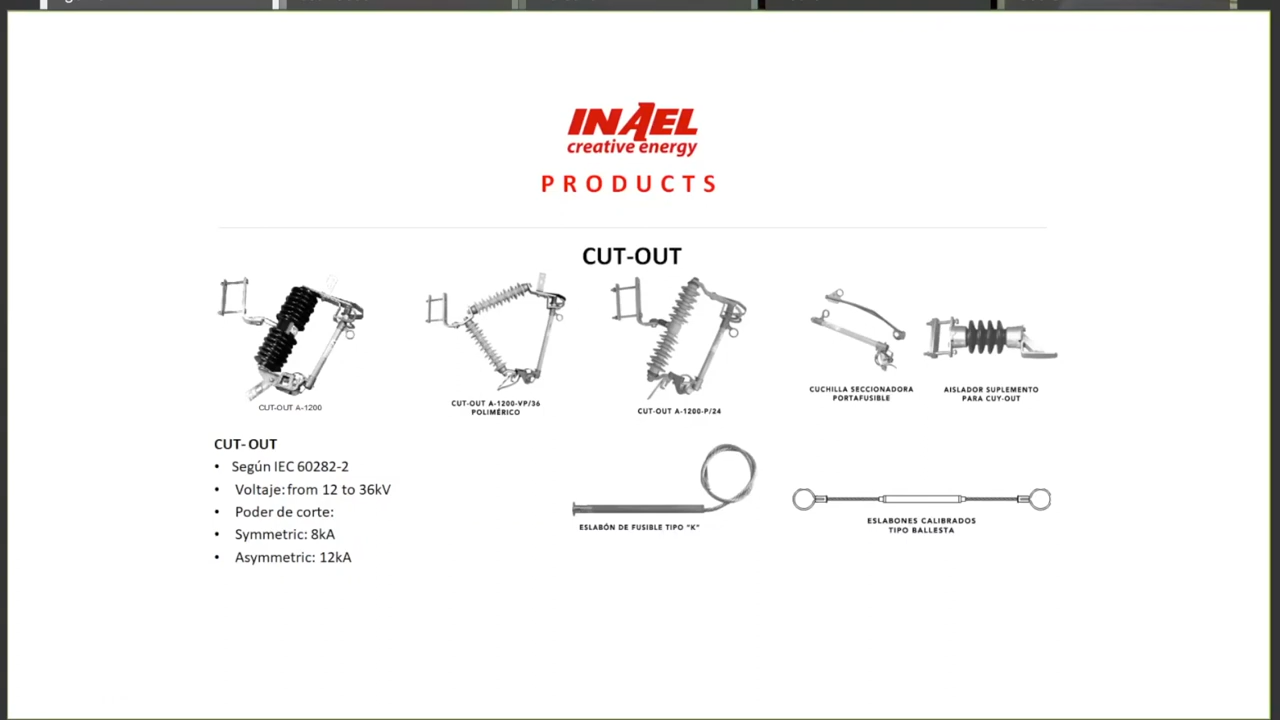 INAEL
creative energy
PRODUCTS
CUT-OUT
CUT-OUT A-1200
CUT-OUT A-1200-VP/36
POLIMÉRICO
CUT-OUT A-1200-P/24
CUCHILLA SECCIONADORA
PORTAFUSIBLE
AISLADOR SUPLEMENTO
PARA CUY-OUT
CUT- OUT
• Según IEC 60282-2
• Voltaje: from 12 to 36kV
• Poder de corte:
• Symmetric: 8kA
• Asymmetric: 12kA
ESLABÓN DE FUSIBLE TIPO "K"
ESLABONES CALIBRADOS
TIPO BALLESTA